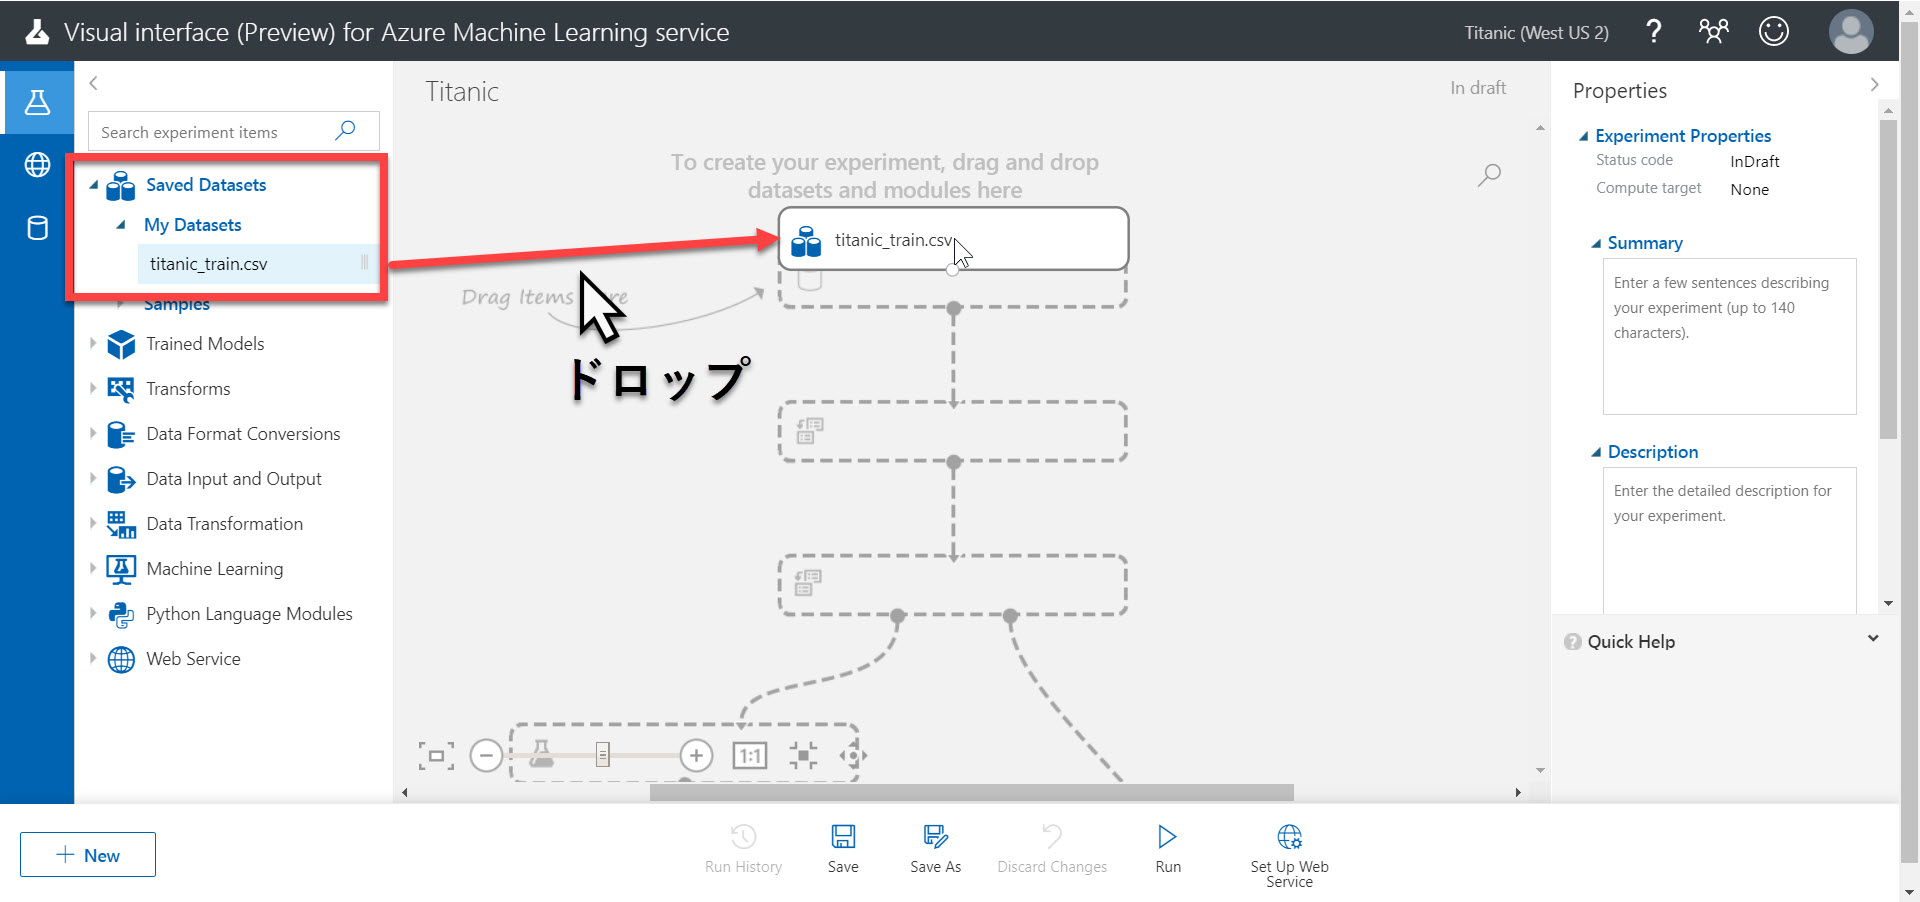 Visual interface (Preview) for Azure Machine Learning service
Titanic (West US 2)
?
Search experiment items
Saved Datasets
My Datasets
titanic_train.csv
Samples
Trained Models
Transforms
Data Format Conversions
Data Input and Output
Data Transformation
Machine Learning
Python Language Modules
Web Service
Titanic
In draft
To create your experiment, drag and drop
datasets and modules here
titanic_train.csv
Drag Items
ドロップ
1:1
Properties
Experiment Properties
Status code InDraft
Compute target None
Summary
Enter a few sentences describing
your experiment (up to 140
characters).
Description
Enter the detailed description for
your experiment.
? Quick Help
+ New
Run History
Save
Save As
Discard Changes
Run
Set Up Web
Service